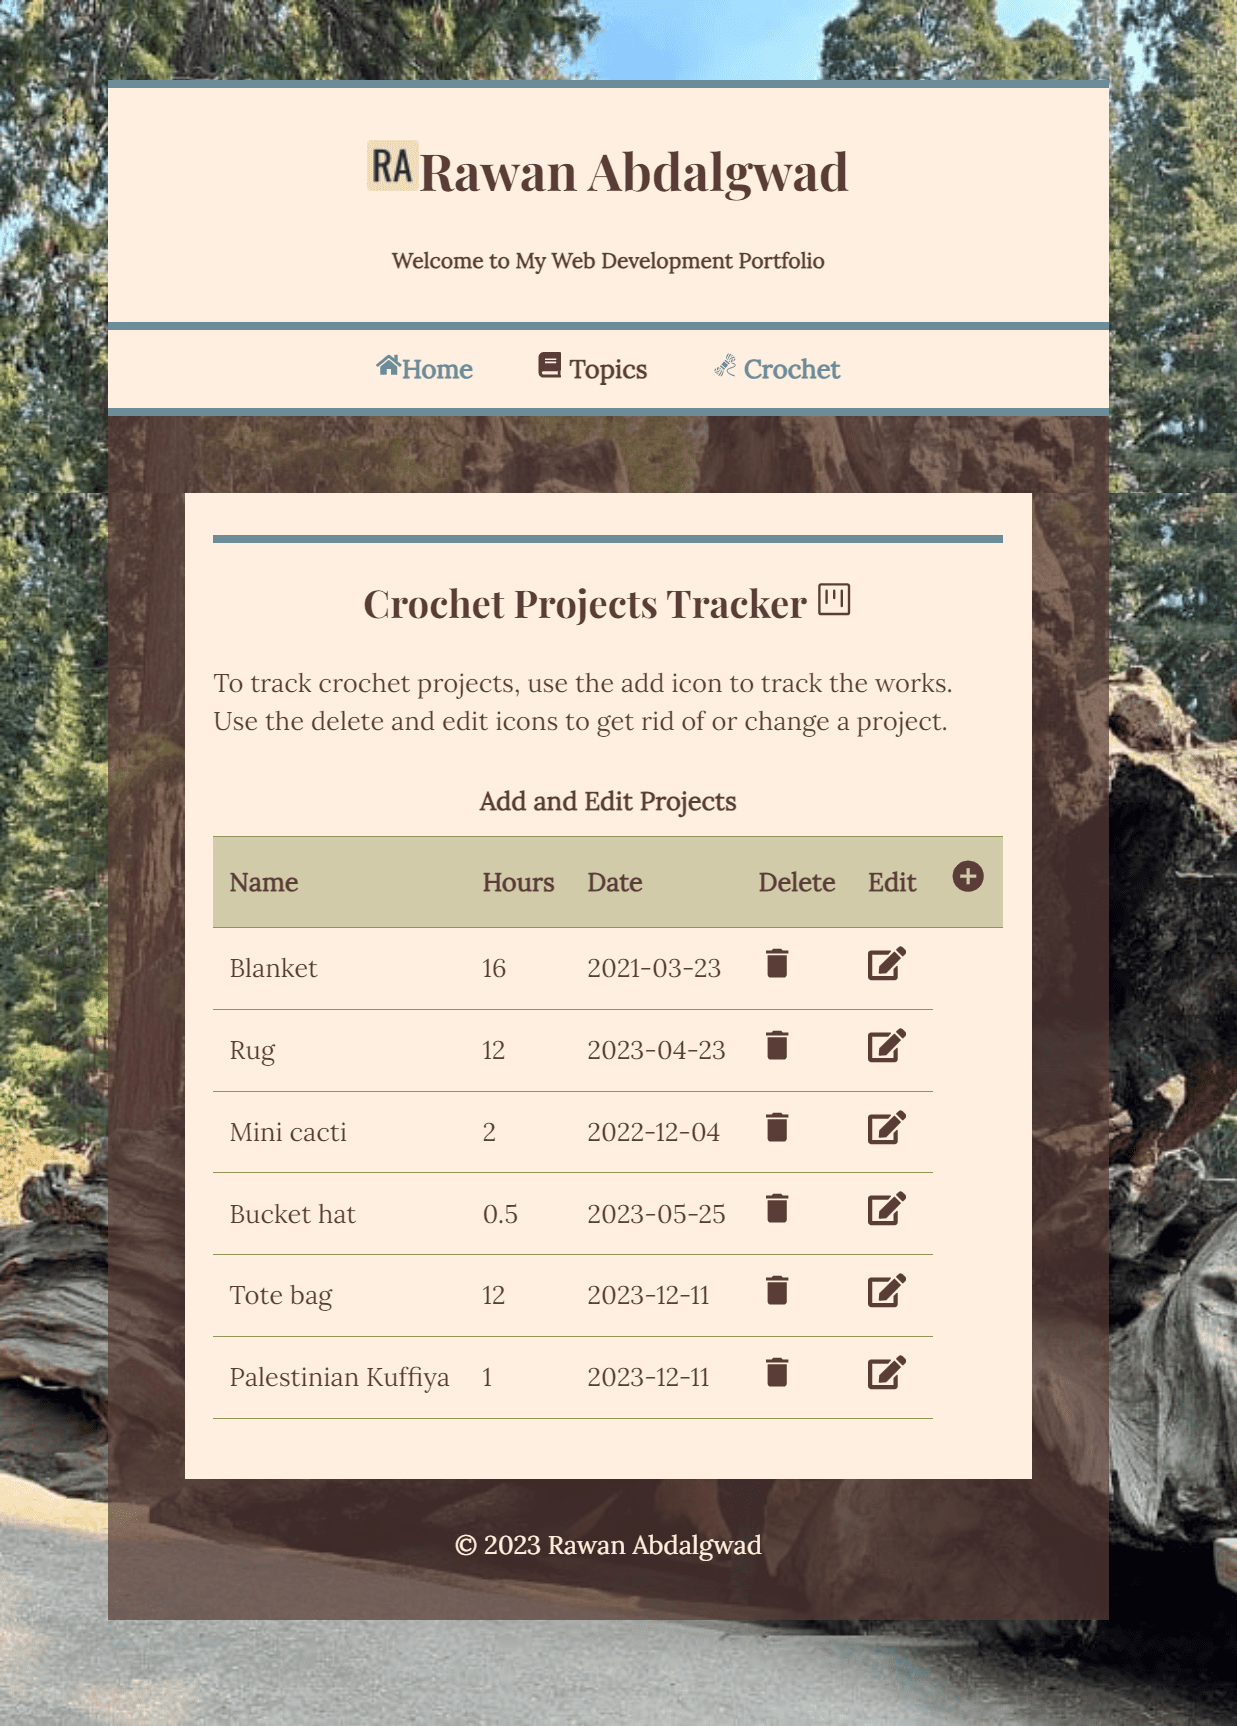 RA Rawan Abdalgwad
Welcome to My Web Development Portfolio
Home Topics Crochet
Crochet Projects Tracker
To track crochet projects, use the add icon to track the works.
Use the delete and edit icons to get rid of or change a project.
Add and Edit Projects
Name Hours Date Delete Edit
Blanket 16 2021-03-23
Rug 12 2023-04-23
Mini cacti 2 2022-12-04
Bucket hat 0.5 2023-05-25
Tote bag 12 2023-12-11
Palestinian Kuffiya 1 2023-12-11
© 2023 Rawan Abdalgwad